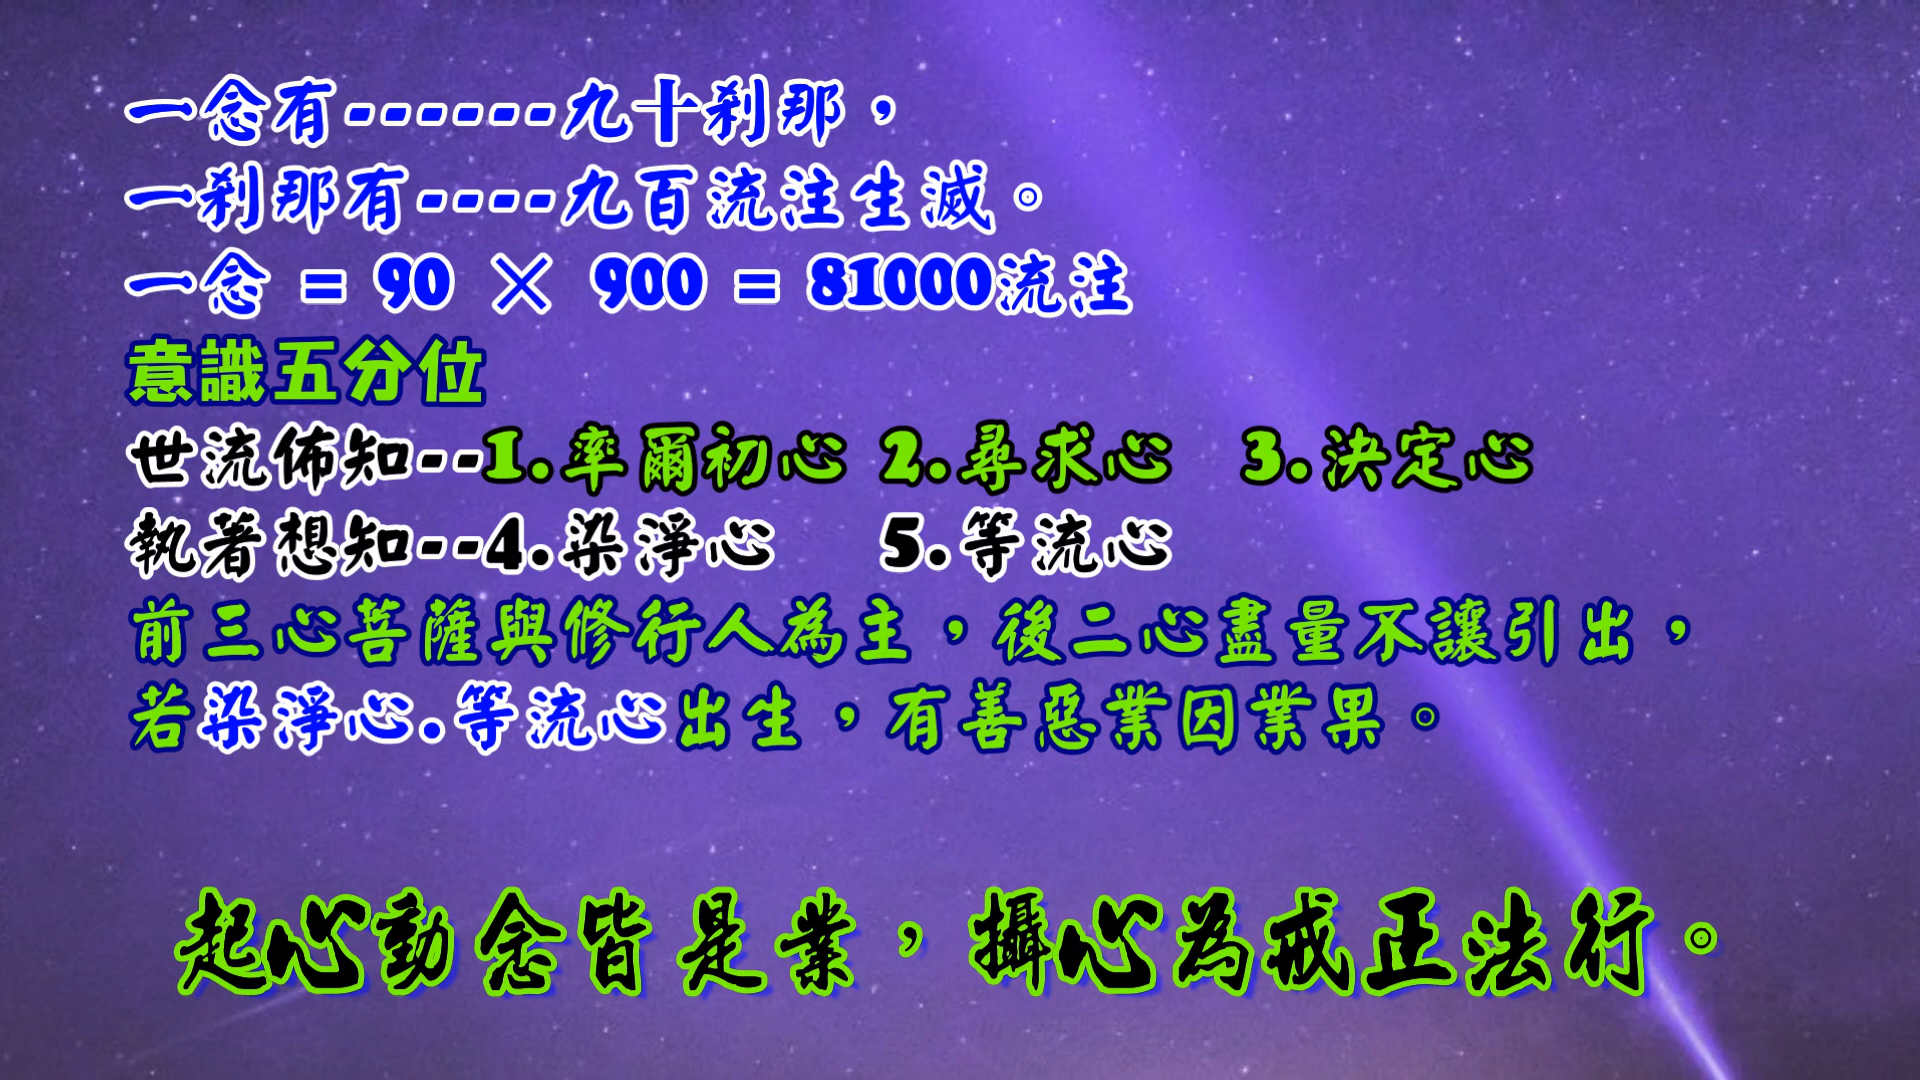 一念有------九十剎那，
一剎那有----九百流注生滅。
一念 = 90 × 900 = 81000流注
意識五分位
世流佈知--1.率爾初心 2.尋求心 3.決定心
執著想知--4.染淨心 5.等流心
前三心菩薩與修行人為主，後二心盡量不讓引出，
若染淨心.等流心出生，有善惡業因業果。
起心動念皆是業，攝心為戒正法行。